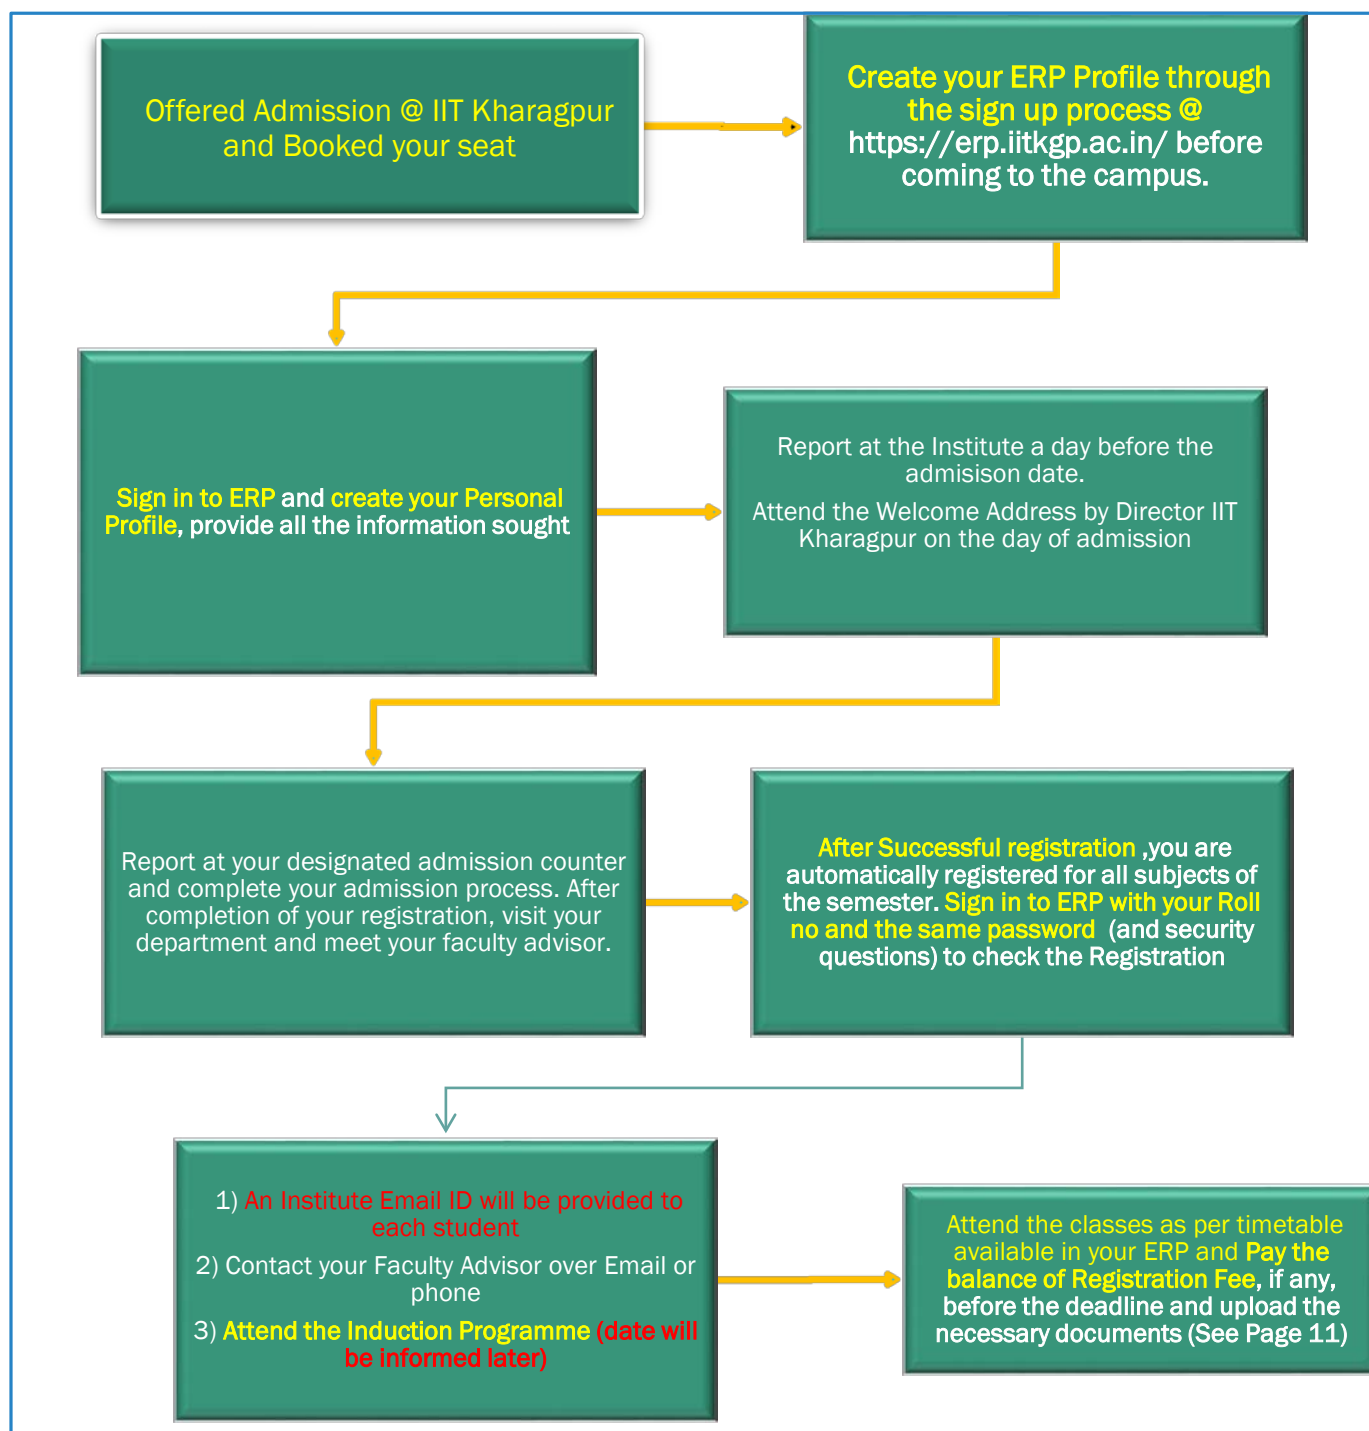 Offered Admission @ IIT Kharagpur
and Booked your seat
Create your ERP Profile through
the sign up process @
https://erp.iitkgp.ac.in/ before
coming to the campus.
Sign in to ERP and create your Personal
Profile, provide all the information sought
Report at the Institute a day before the
admisison date.
Attend the Welcome Address by Director IIT
Kharagpur on the day of admission
Report at your designated admission counter
and complete your admission process. After
completion of your registration, visit your
department and meet your faculty advisor.
After Successful registration ,you are
automatically registered for all subjects of
the semester. Sign in to ERP with your Roll
no and the same password (and security
questions) to check the Registration
1) An Institute Email ID will be provided to
each student
2) Contact your Faculty Advisor over Email or
phone
3) Attend the Induction Programme (date will
be informed later)
Attend the classes as per timetable
available in your ERP and Pay the
balance of Registration Fee, if any,
before the deadline and upload the
necessary documents (See Page 11)